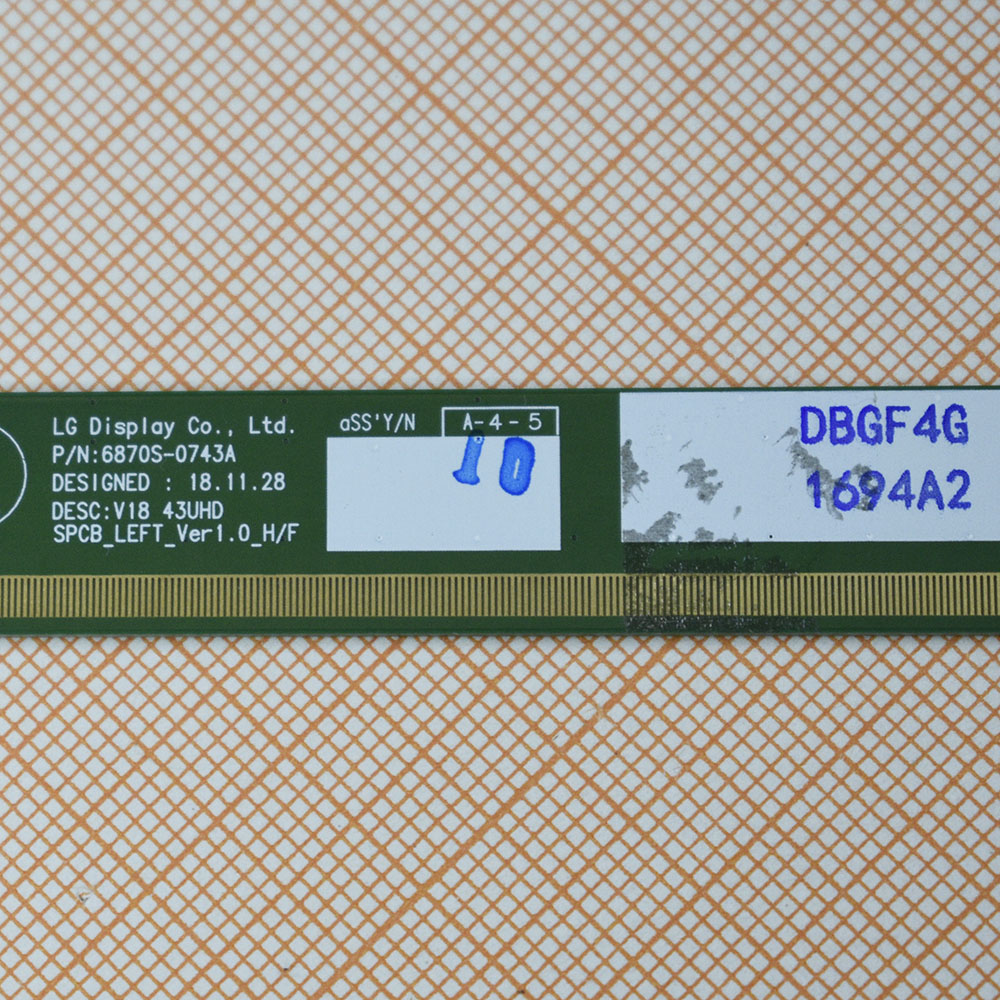 LG Display Co., Ltd.
P/N:6870S-0743A
DESIGNED : 18.11.28
DESC:V18 43UHD
SPCB_LEFT_Ver1.0_H/F
aSS'Y/N
A-4-5
10
DBGF4G
1694A2